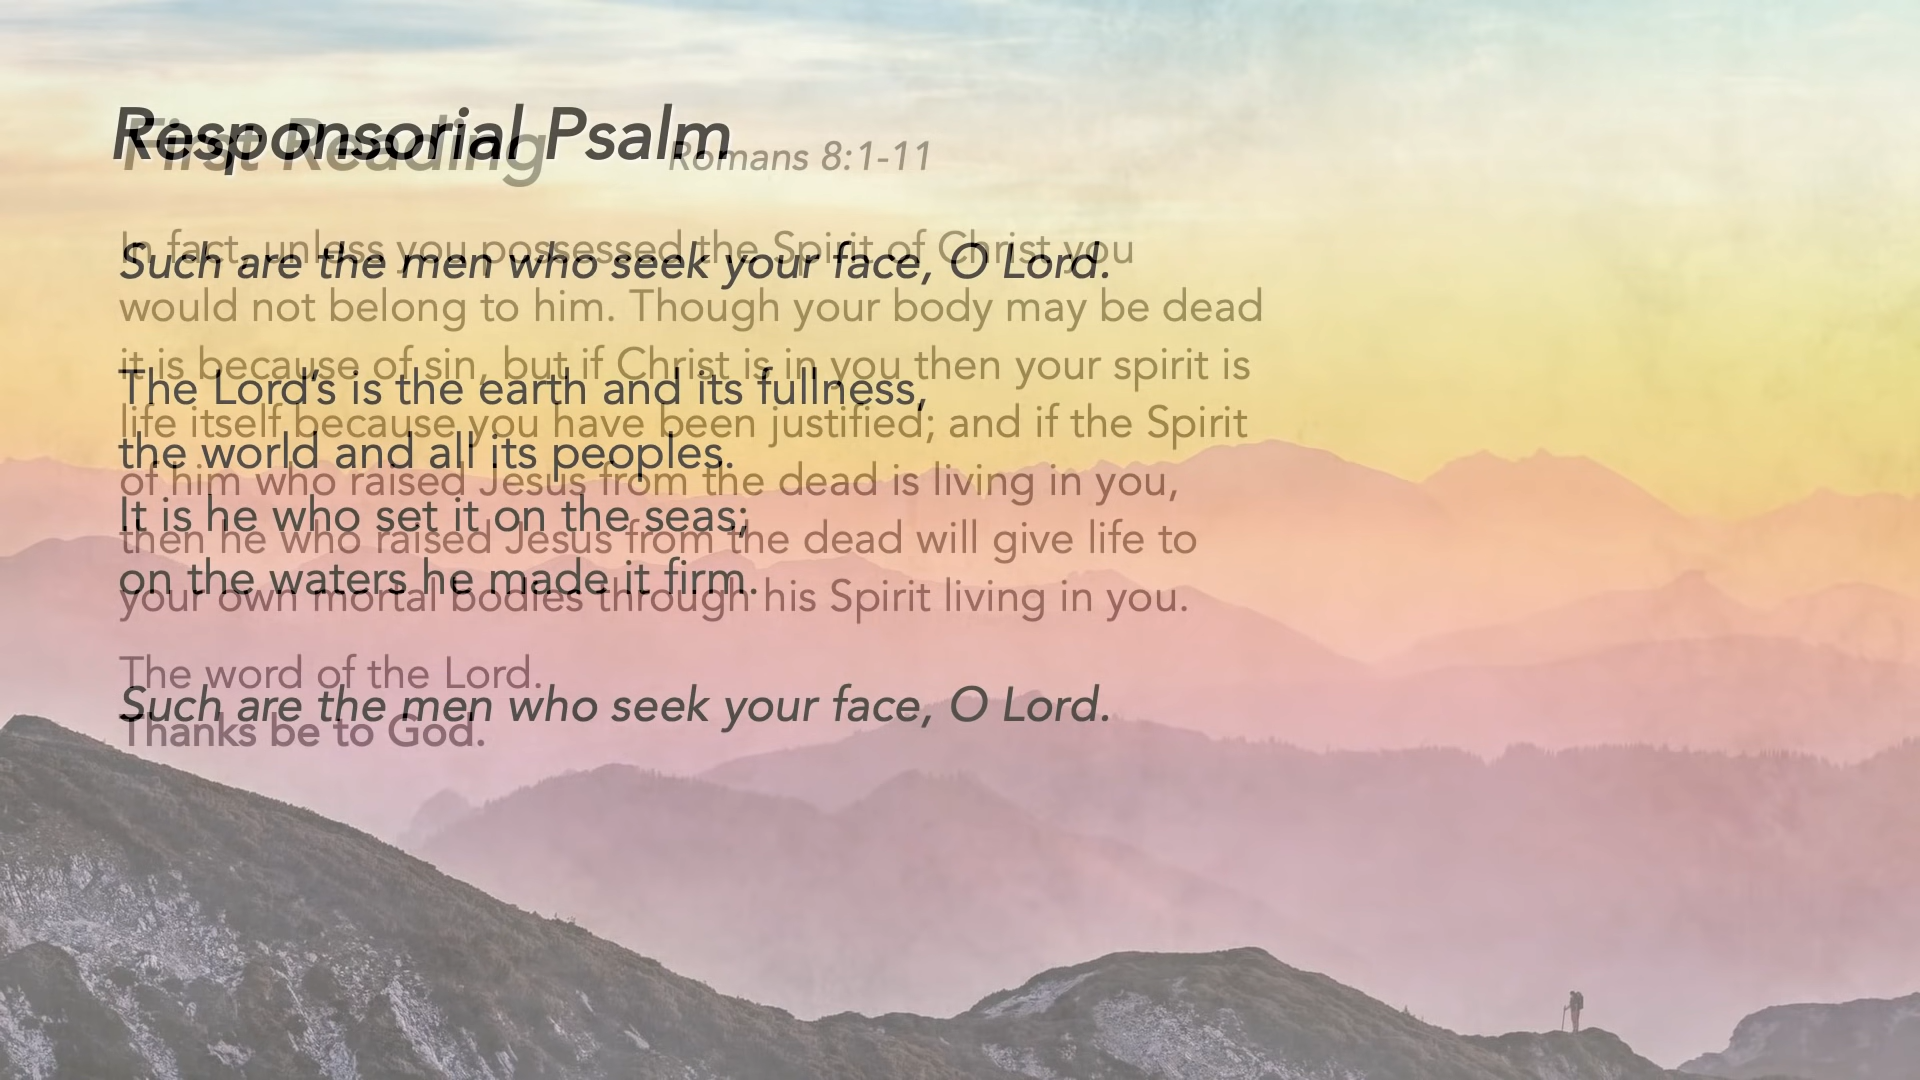 Responsorial Psalm
Such are the men who seek your face, O Lord.
The Lord's is the earth and its fullness,
the world and all its peoples.
It is he who set it on the seas;
on the waters he made it firm.
Such are the men who seek your face, O Lord.
First Reading Romans 8:1-11
In fact, unless you possessed the Spirit of Christ you
would not belong to him. Though your body may be dead
it is because of sin, but if Christ is in you then your spirit is
life itself because you have been justified; and if the Spirit
of him who raised Jesus from the dead is living in you,
then he who raised Jesus from the dead will give life to
your own mortal bodies through his Spirit living in you.
The word of the Lord.
Thanks be to God.